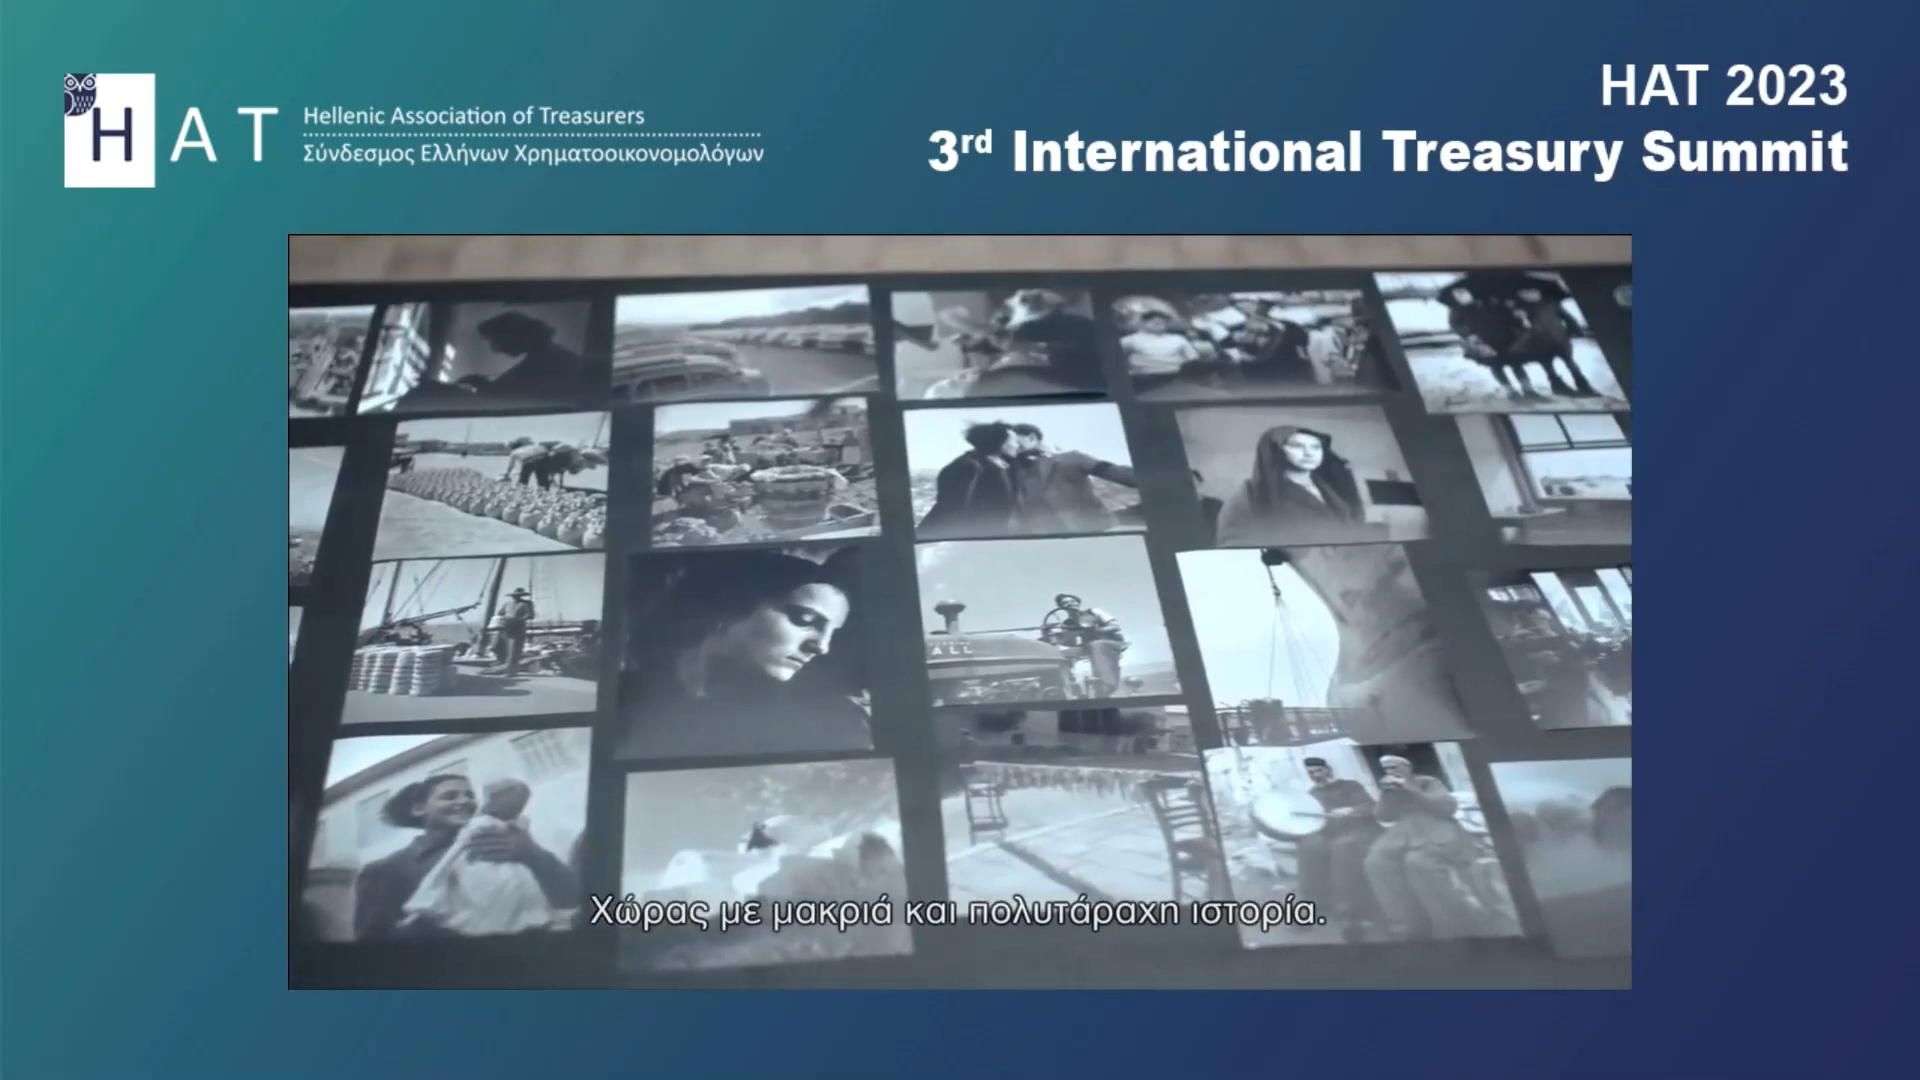 H A T
Hellenic Association of Treasurers
Σύνδεσμος Ελλήνων Χρηματοοικονομολόγων
HAT 2023
3rd International Treasury Summit
ALL
Χώρας με μακριά και πολυτάραχη ιστορία.